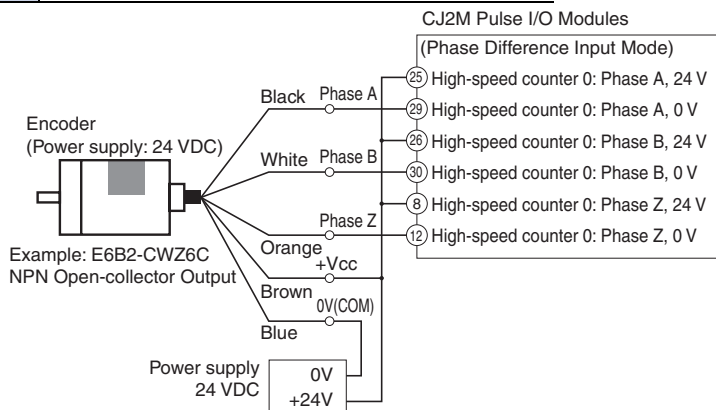 CJ2M Pulse I/O Modules
(Phase Difference Input Mode)
25 High-speed counter 0: Phase A, 24 V
Black Phase A
29 High-speed counter 0: Phase A, 0 V
Encoder
(Power supply: 24 VDC)
26 High-speed counter 0: Phase B, 24 V
White Phase B
30 High-speed counter 0: Phase B, 0 V
8 High-speed counter 0: Phase Z, 24 V
Phase Z
Orange
12 High-speed counter 0: Phase Z, 0 V
Example: E6B2-CWZ6C
NPN Open-collector Output
+Vcc
Brown
0V(COM)
Blue
Power supply
24 VDC
0V
+24V